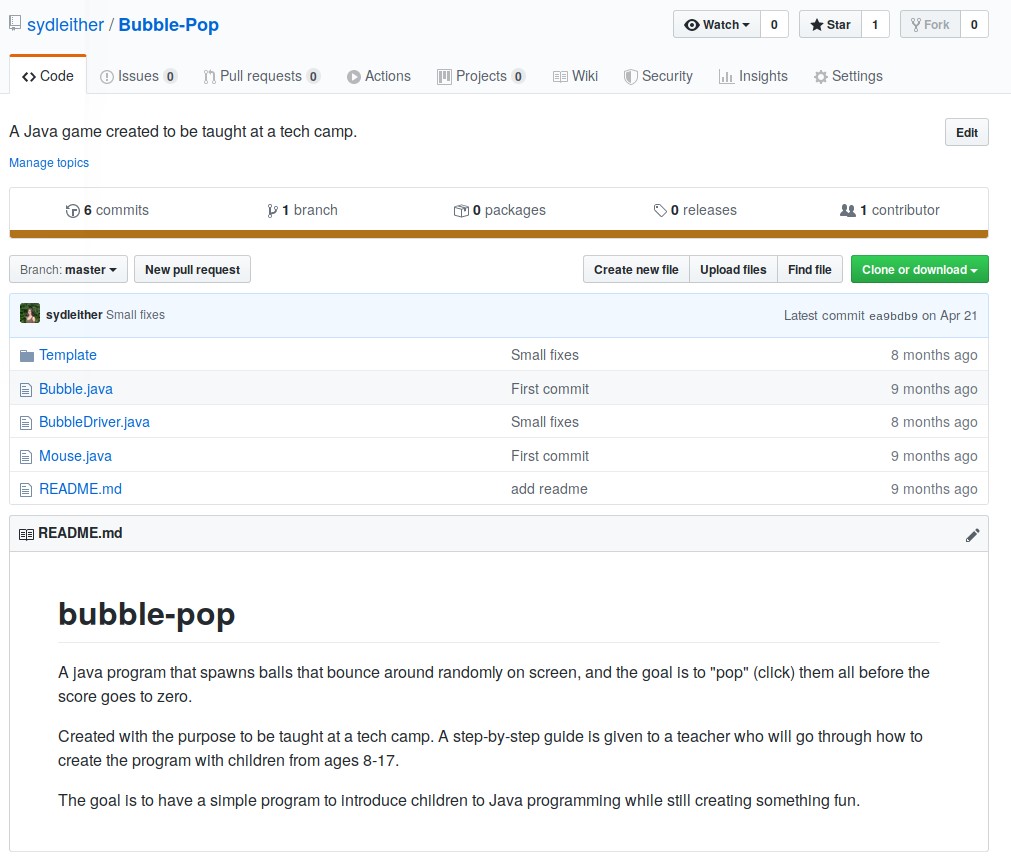 sydleither / Bubble-Pop
Watch 0 Star 1 Fork 0
Code Issues 0 Pull requests 0 Actions Projects 0 Wiki Security Insights Settings
A Java game created to be taught at a tech camp.
Edit
Manage topics
6 commits 1 branch 0 packages 0 releases 1 contributor
Branch: master New pull request Create new file Upload files Find file Clone or download
sydleither Small fixes Latest commit ea9bdb9 on Apr 21
Template Small fixes 8 months ago
Bubble.java First commit 9 months ago
BubbleDriver.java Small fixes 8 months ago
Mouse.java First commit 9 months ago
README.md add readme 9 months ago
README.md
bubble-pop
A java program that spawns balls that bounce around randomly on screen, and the goal is to "pop" (click) them all before the
score goes to zero.
Created with the purpose to be taught at a tech camp. A step-by-step guide is given to a teacher who will go through how to
create the program with children from ages 8-17.
The goal is to have a simple program to introduce children to Java programming while still creating something fun.